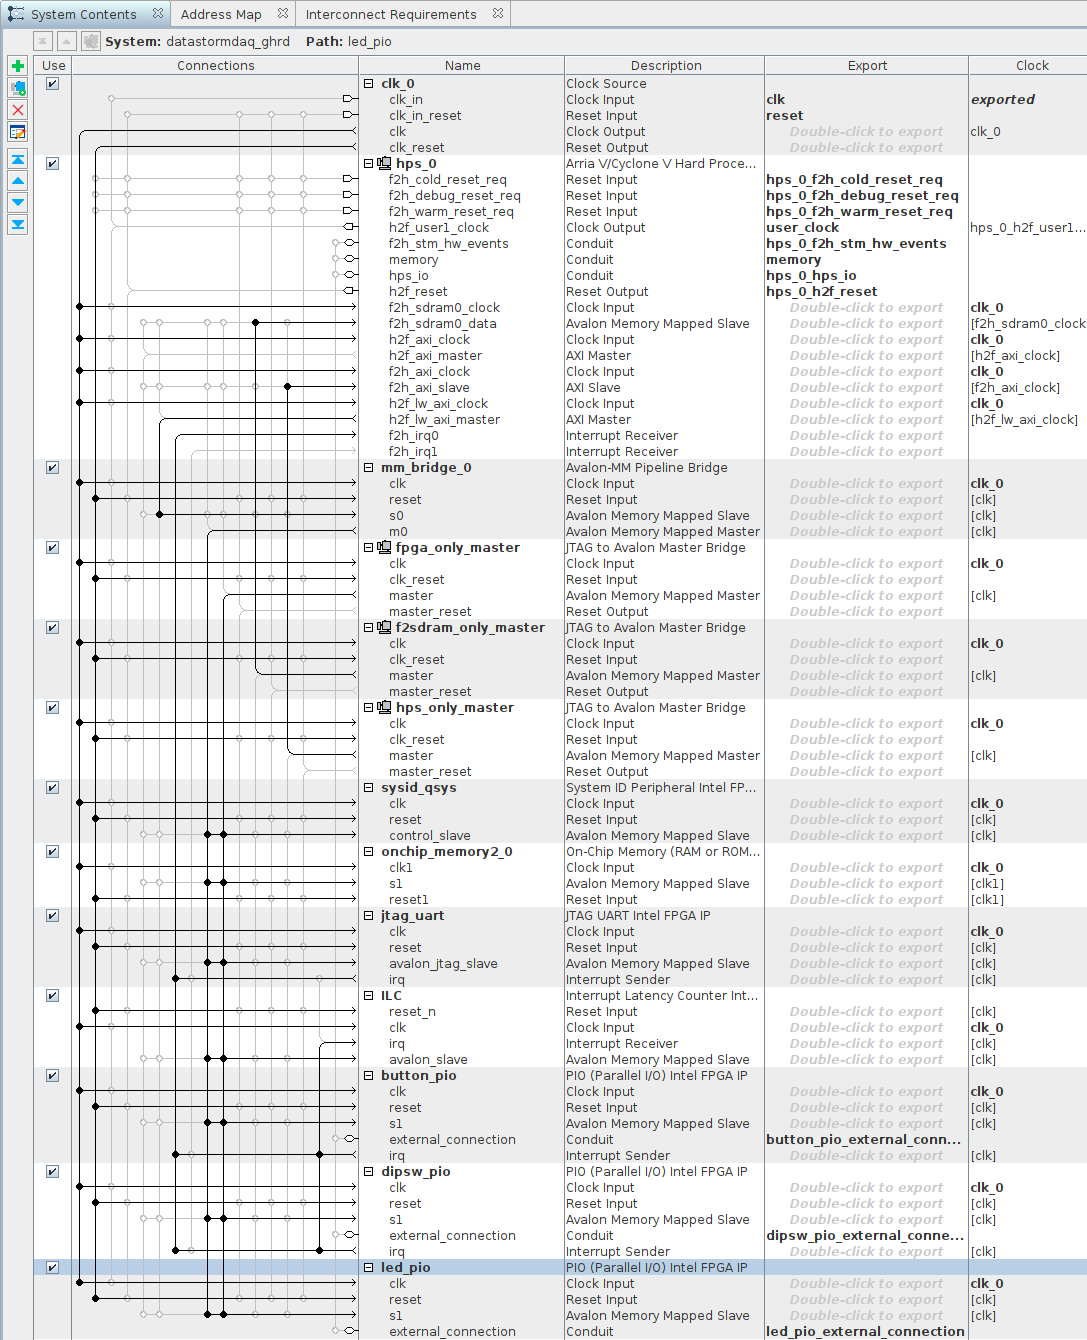 System Contents Address Map Interconnect Requirements
System: datastormdaq_ghrd Path: led_pio
Use Connections Name Description Export Clock
clk_0 Clock Source
clk_in Clock Input clk exported
clk_in_reset Reset Input reset
clk Clock Output Double-click to export clk_0
clk_reset Reset Output Double-click to export
hps_0 Arria V/Cyclone V Hard Proce...
f2h_cold_reset_req Reset Input hps_0_f2h_cold_reset_req
f2h_debug_reset_req Reset Input hps_0_f2h_debug_reset_req
f2h_warm_reset_req Reset Input hps_0_f2h_warm_reset_req
h2f_user1_clock Clock Output user_clock hps_0_h2f_user1...
f2h_stm_hw_events Conduit hps_0_f2h_stm_hw_events
memory Conduit memory
hps_io Conduit hps_0_hps_io
h2f_reset Reset Output hps_0_h2f_reset
f2h_sdram0_clock Clock Input Double-click to export clk_0
f2h_sdram0_data Avalon Memory Mapped Slave Double-click to export [f2h_sdram0_clock
h2f_axi_clock Clock Input Double-click to export clk_0
h2f_axi_master AXI Master Double-click to export [h2f_axi_clock]
f2h_axi_clock Clock Input Double-click to export clk_0
f2h_axi_slave AXI Slave Double-click to export [f2h_axi_clock]
h2f_lw_axi_clock Clock Input Double-click to export clk_0
h2f_lw_axi_master AXI Master Double-click to export [h2f_lw_axi_clock]
f2h_irq0 Interrupt Receiver Double-click to export
f2h_irq1 Interrupt Receiver Double-click to export
mm_bridge_0 Avalon-MM Pipeline Bridge
clk Clock Input Double-click to export clk_0
reset Reset Input Double-click to export [clk]
s0 Avalon Memory Mapped Slave Double-click to export [clk]
m0 Avalon Memory Mapped Master Double-click to export [clk]
fpga_only_master JTAG to Avalon Master Bridge
clk Clock Input Double-click to export clk_0
clk_reset Reset Input Double-click to export
master Avalon Memory Mapped Master Double-click to export [clk]
master_reset Reset Output Double-click to export
f2sdram_only_master JTAG to Avalon Master Bridge
clk Clock Input Double-click to export clk_0
clk_reset Reset Input Double-click to export
master Avalon Memory Mapped Master Double-click to export [clk]
master_reset Reset Output Double-click to export
hps_only_master JTAG to Avalon Master Bridge
clk Clock Input Double-click to export clk_0
clk_reset Reset Input Double-click to export
master Avalon Memory Mapped Master Double-click to export [clk]
master_reset Reset Output Double-click to export
sysid_qsys System ID Peripheral Intel FP...
clk Clock Input Double-click to export clk_0
reset Reset Input Double-click to export [clk]
control_slave Avalon Memory Mapped Slave Double-click to export [clk]
onchip_memory2_0 On-Chip Memory (RAM or ROM...
clk1 Clock Input Double-click to export clk_0
s1 Avalon Memory Mapped Slave Double-click to export [clk1]
reset1 Reset Input Double-click to export [clk1]
jtag_uart JTAG UART Intel FPGA IP
clk Clock Input Double-click to export clk_0
reset Reset Input Double-click to export [clk]
avalon_jtag_slave Avalon Memory Mapped Slave Double-click to export [clk]
irq Interrupt Sender Double-click to export [clk]
ILC Interrupt Latency Counter Int...
reset_n Reset Input Double-click to export [clk]
clk Clock Input Double-click to export clk_0
irq Interrupt Receiver Double-click to export [clk]
avalon_slave Avalon Memory Mapped Slave Double-click to export [clk]
button_pio PIO (Parallel I/O) Intel FPGA IP
clk Clock Input Double-click to export clk_0
reset Reset Input Double-click to export [clk]
s1 Avalon Memory Mapped Slave Double-click to export [clk]
external_connection Conduit button_pio_external_conn...
irq Interrupt Sender Double-click to export [clk]
dipsw_pio PIO (Parallel I/O) Intel FPGA IP
clk Clock Input Double-click to export clk_0
reset Reset Input Double-click to export [clk]
s1 Avalon Memory Mapped Slave Double-click to export [clk]
external_connection Conduit dipsw_pio_external_conne...
irq Interrupt Sender Double-click to export [clk]
led_pio PIO (Parallel I/O) Intel FPGA IP
clk Clock Input Double-click to export clk_0
reset Reset Input Double-click to export [clk]
s1 Avalon Memory Mapped Slave Double-click to export [clk]
external_connection Conduit led_pio_external_connection